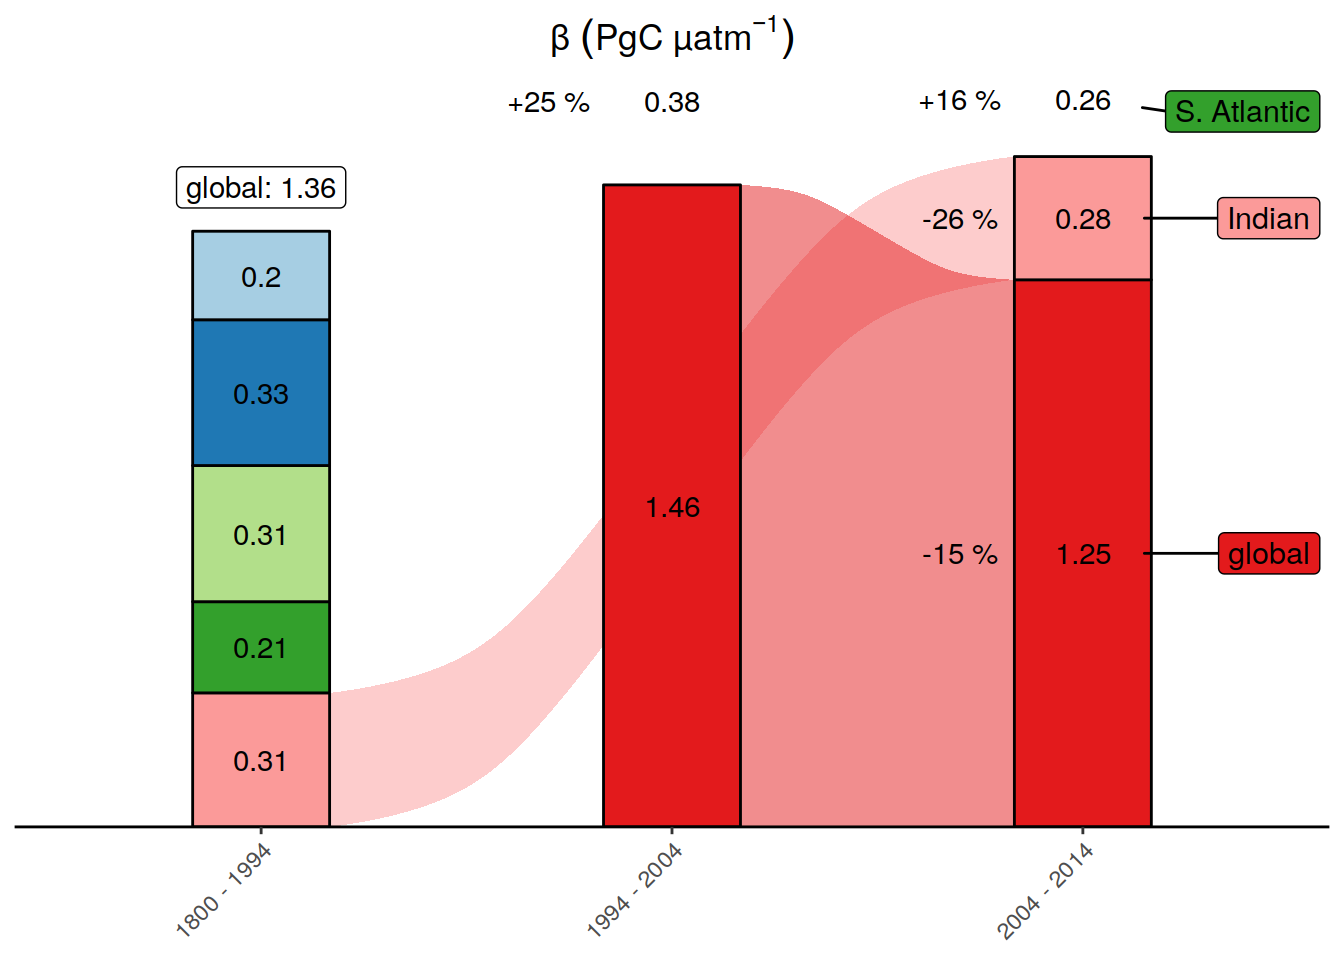 β (PgC μatm⁻¹)
+25 % 0.38 +16 % 0.26 S. Atlantic
global: 1.36
-26 % 0.28 Indian
0.2
0.33
1.46
0.31
-15 % 1.25 global
0.21
0.31
1800 - 1994
1994 - 2004
2004 - 2014